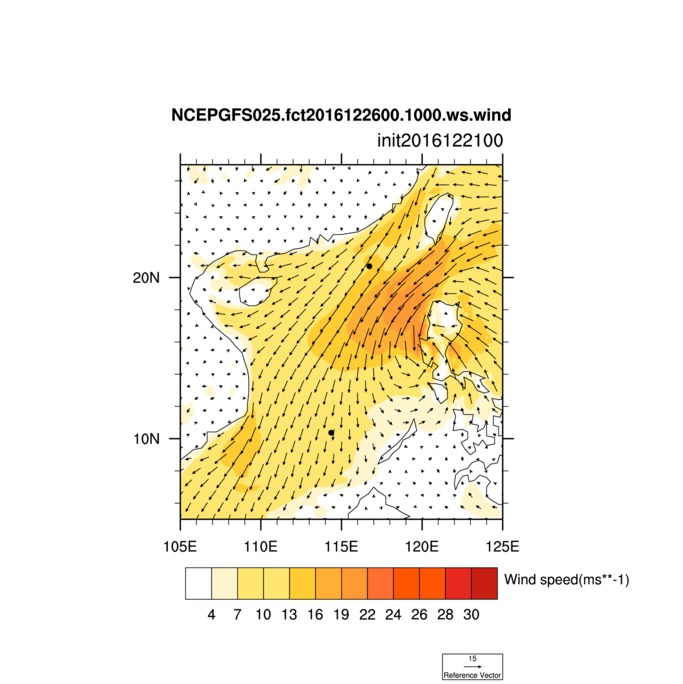 NCEPGFS025.fct2016122600.1000.ws.wind
init2016122100
20N
10N
105E 110E 115E 120E 125E
Wind speed(ms**-1)
4 7 10 13 16 19 22 24 26 28 30
15
Reference Vector